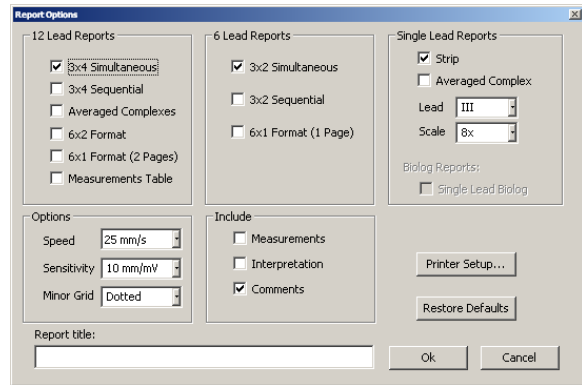 Report Options
12 Lead Reports
3x4 Simultaneous
3x4 Sequential
Averaged Complexes
6x2 Format
6x1 Format (2 Pages)
Measurements Table
6 Lead Reports
3x2 Simultaneous
3x2 Sequential
6x1 Format (1 Page)
Single Lead Reports
Strip
Averaged Complex
Lead III
Scale 8x
Biolog Reports:
Single Lead Biolog
Options
Speed 25 mm/s
Sensitivity 10 mm/mV
Minor Grid Dotted
Include
Measurements
Interpretation
Comments
Printer Setup...
Restore Defaults
Report title:
Ok Cancel